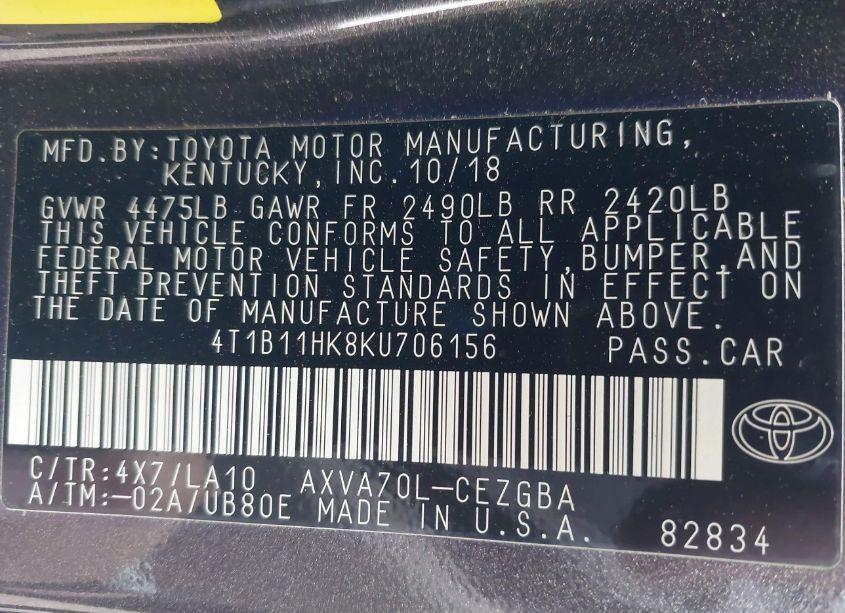 MFD.BY:TOYOTA MOTOR MANUFACTURING,
KENTUCKY,INC.10/18
GVWR 4475LB GAWR FR 2490LB RR 2420LB
THIS VEHICLE CONFORMS TO ALL APPLICABLE
FEDERAL MOTOR VEHICLE SAFETY,BUMPER,AND
THEFT PREVENTION STANDARDS IN EFFECT ON
THE DATE OF MANUFACTURE SHOWN ABOVE.
4T1B11HK8KU706156 PASS.CAR
C/TR:4X7/LA10 AXVA70L-CEZGBA
A/TM:-02A/UB80E MADE IN U.S.A.
82834